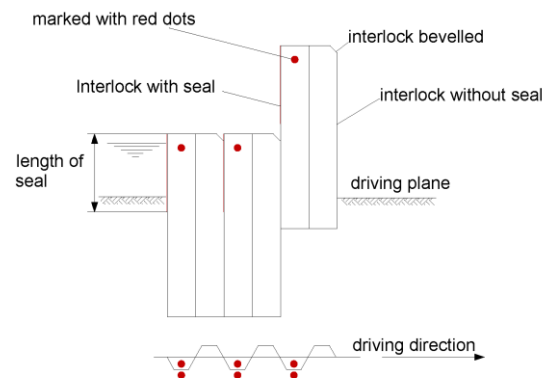 marked with red dots
interlock bevelled
Interlock with seal
interlock without seal
length of
seal
driving plane
driving direction